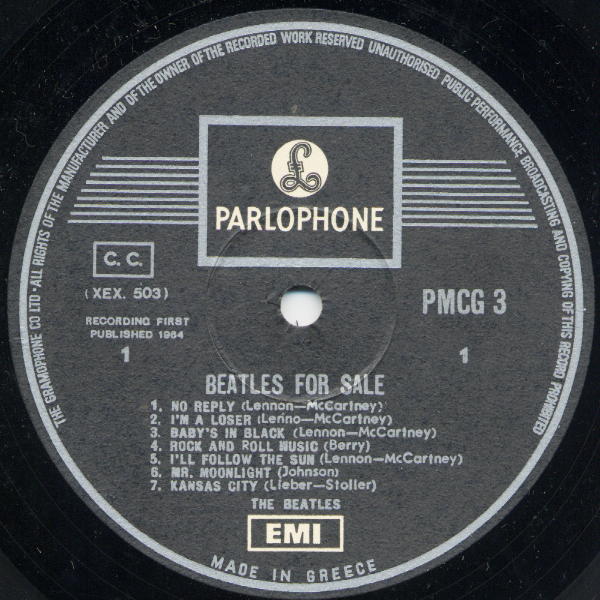 THE GRAMOPHONE CO LTD · ALL RIGHTS OF THE MANUFACTURER AND OF THE OWNER OF THE RECORDED WORK RESERVED UNAUTHORISED PUBLIC PERFORMANCE BROADCASTING AND COPYING OF THIS RECORD PROHIBITED
£
PARLOPHONE
C. C.
(XEX. 503)
PMCG 3
RECORDING FIRST
PUBLISHED 1964
1
1
BEATLES FOR SALE
1. NO REPLY (Lennon—McCartney)
2. I'M A LOSER (Lenno—McCartney)
3. BABY'S IN BLACK (Lennon—McCartney)
4. ROCK AND ROLL MUSIC (Berry)
5. I'LL FOLLOW THE SUN (Lennon—McCartney)
6. MR. MOONLIGHT (Johnson)
7. KANSAS CITY (Lieber—Stoller)
THE BEATLES
EMI
MADE IN GREECE